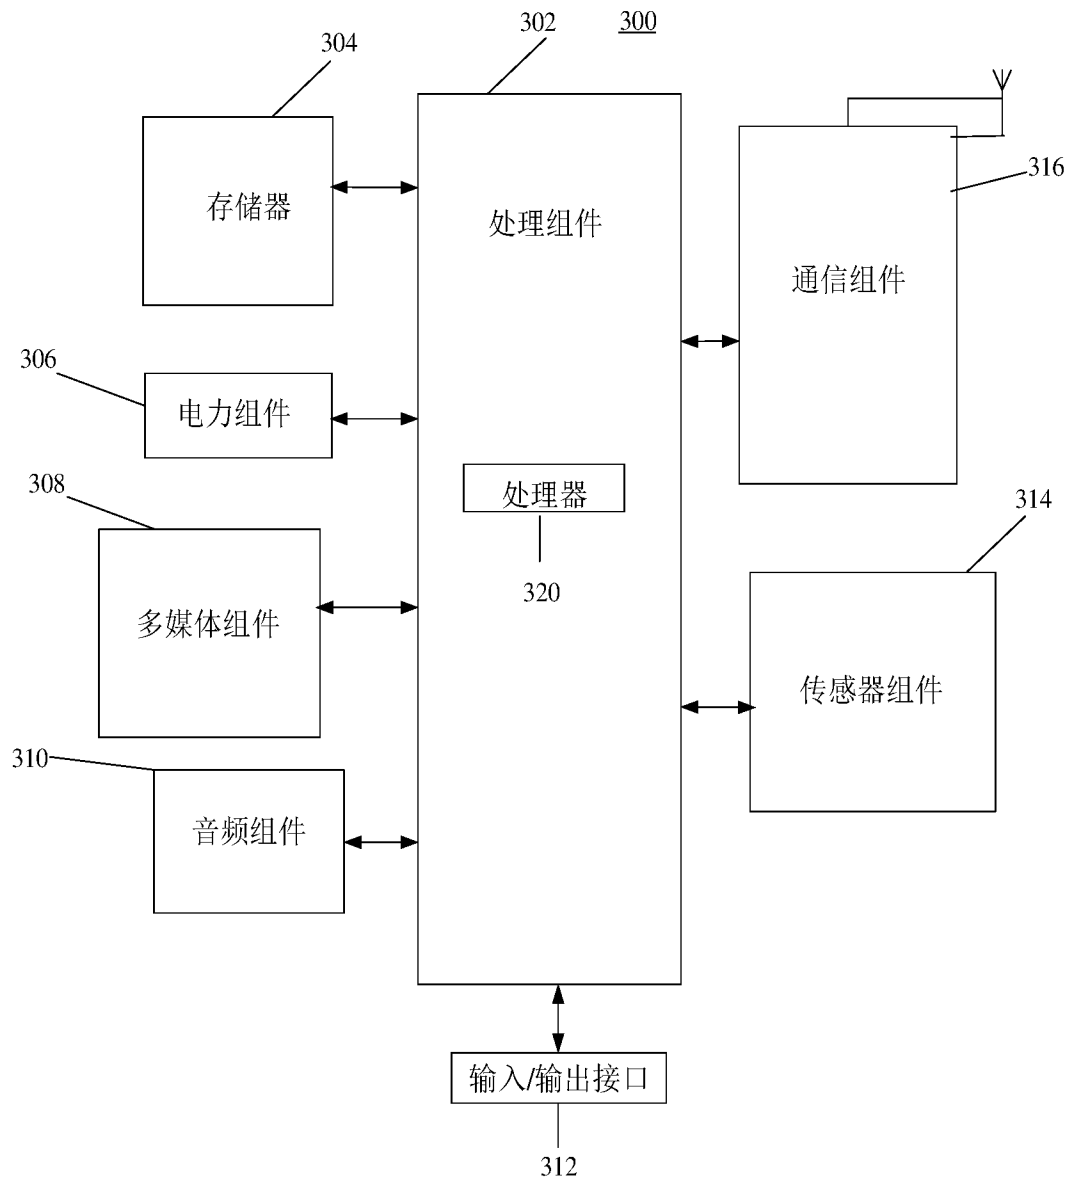 302
300
304
316
存储器
处理组件
通信组件
306
电力组件
308
处理器
314
320
多媒体组件
传感器组件
310
音频组件
输入/输出接口
312